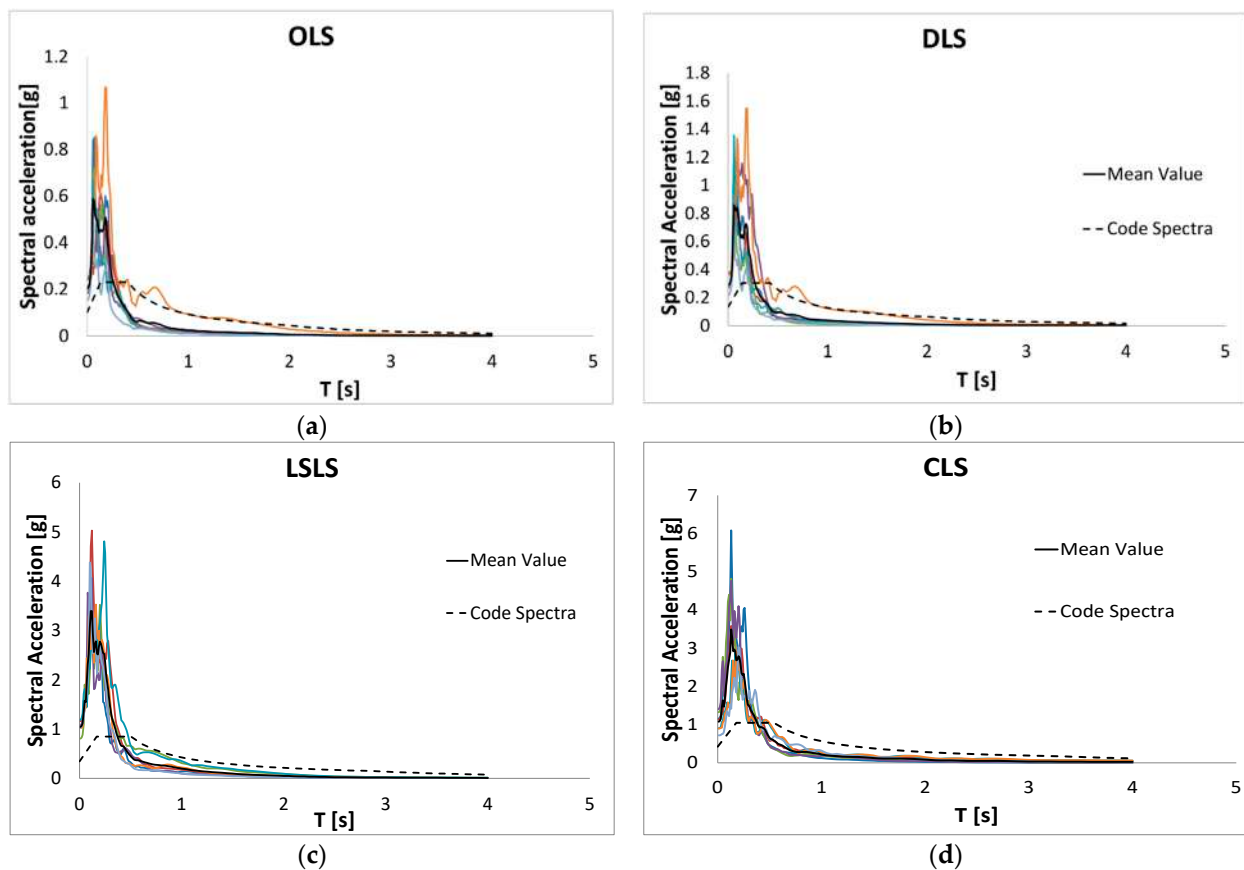 OLS
Spectral acceleration[g]
1.2
1
0.8
0.6
0.4
0.2
0
0 1 2 3 4 5
T [s]
(a)
DLS
Spectral Acceleration [g]
1.8
1.6
1.4
1.2
1
0.8
0.6
0.4
0.2
0
Mean Value
Code Spectra
0 1 2 3 4 5
T [s]
(b)
LSLS
Spectral Acceleration [g]
6
5
4
3
2
1
0
Mean Value
Code Spectra
0 1 2 3 4 5
T [s]
(c)
CLS
Spectral Acceleration [g]
7
6
5
4
3
2
1
0
Mean Value
Code Spectra
0 1 2 3 4 5
T [s]
(d)